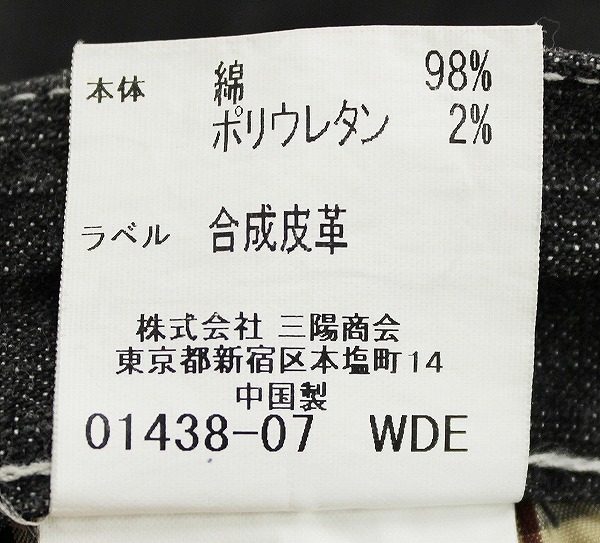 本体 綿 98%
ポリウレタン 2%
ラベル 合成皮革
株式会社 三陽商会
東京都新宿区本塩町14
中国製
01438-07 WDE